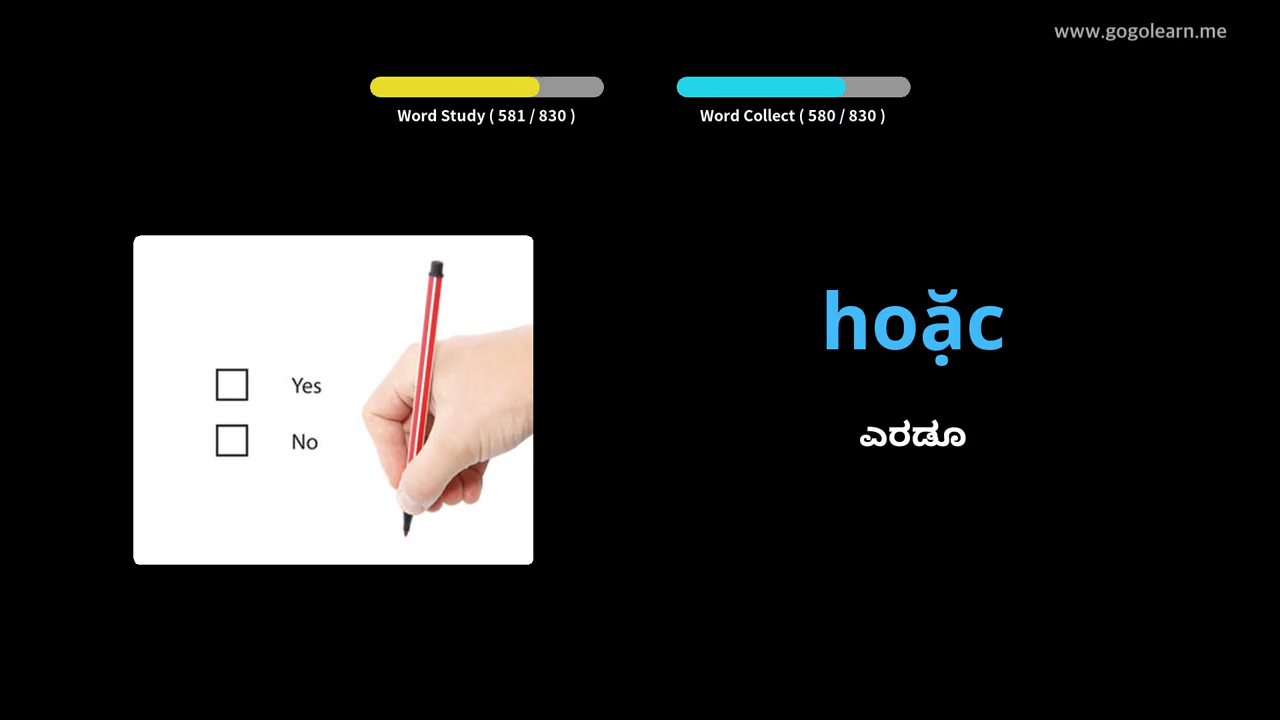 www.gogolearn.me
Word Study ( 581 / 830 )
Word Collect ( 580 / 830 )
Yes
No
hoặc
ಎರಡೂ